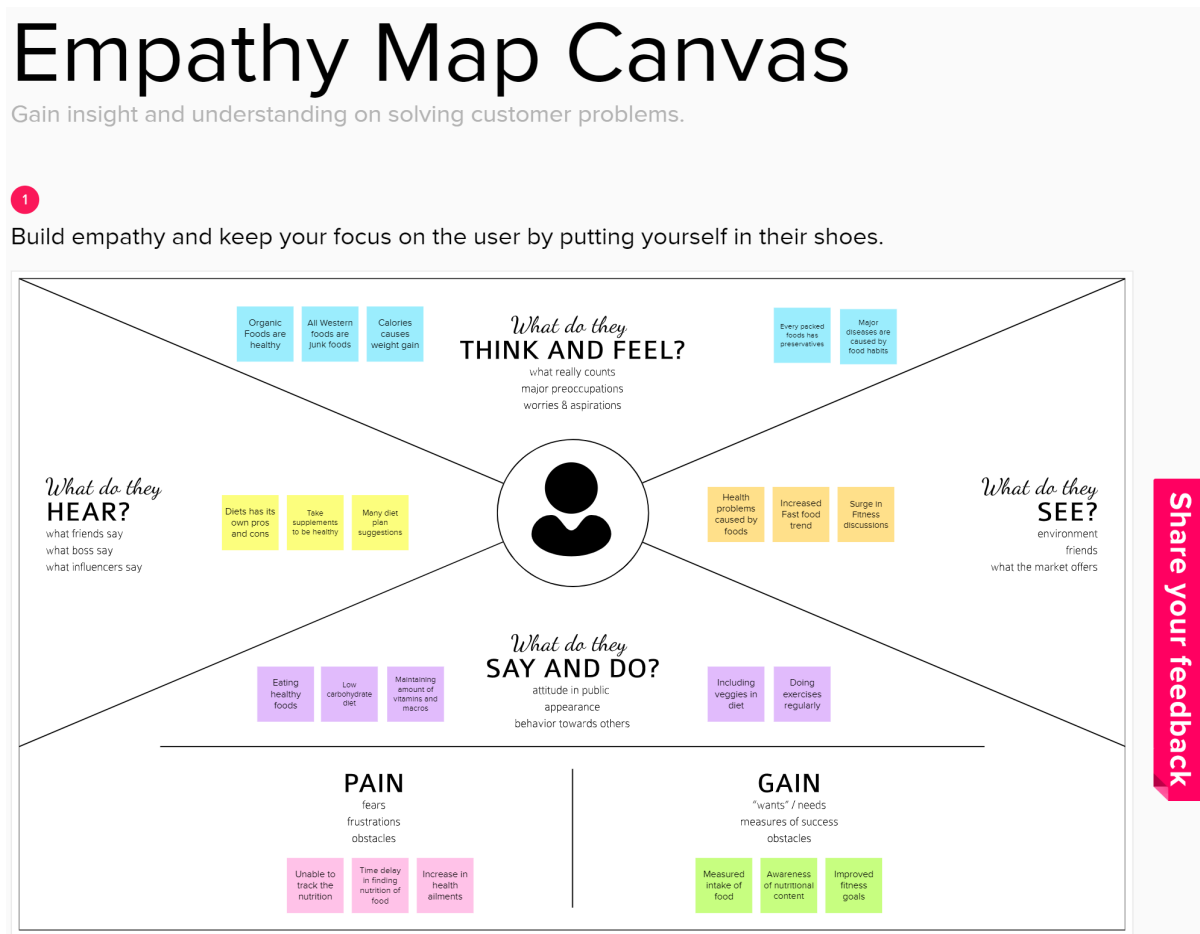 Empathy Map Canvas
Gain insight and understanding on solving customer problems.
1
Build empathy and keep your focus on the user by putting yourself in their shoes.
Organic
Foods are
healthy
All Western
foods are
junk foods
Calories
causes
weight gain
What do they
THINK AND FEEL?
what really counts
major preoccupations
worries & aspirations
Every packed
foods has
preservatives
Major
diseases are
caused by
food habits
What do they
HEAR?
what friends say
what boss say
what influencers say
Diets has its
own pros
and cons
Take
supplements
to be healthy
Many diet
plan
suggestions
Health
problems
caused by
foods
Increased
Fast food
trend
Surge in
Fitness
discussions
What do they
SEE?
environment
friends
what the market offers
Share your feedback
What do they
SAY AND DO?
attitude in public
appearance
behavior towards others
Eating
healthy
foods
Low
carbohydrate
diet
Maintaining
amount of
vitamins and
macros
Including
veggies in
diet
Doing
exercises
regularly
PAIN
fears
frustrations
obstacles
Unable to
track the
nutrition
Time delay
in finding
nutrition of
food
Increase in
health
ailments
GAIN
"wants" / needs
measures of success
obstacles
Measured
intake of
food
Awareness
of nutritional
content
Improved
fitness
goals